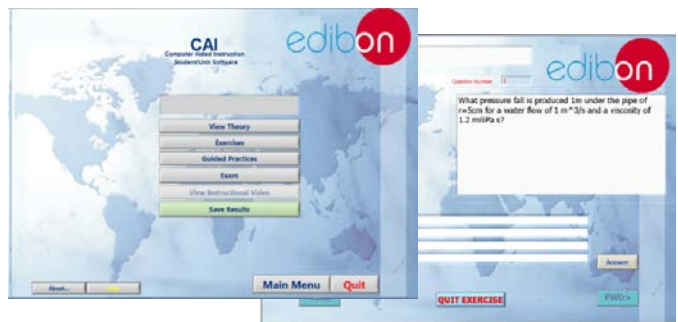 CAI
Computer Aided Instruction
Student/Unit Software
edibon
View Theory
Exercises
Guided Practices
Exam
View Instructional Video
Save Results
About...
Main Menu
Quit
edibon
Question Number 1
What pressure fall is produced 1m under the pipe of
r=5cm for a water flow of 1 m^3/s and a viscosity of
1.2 miliPa s?
Answer
QUIT EXERCISE
FWD>